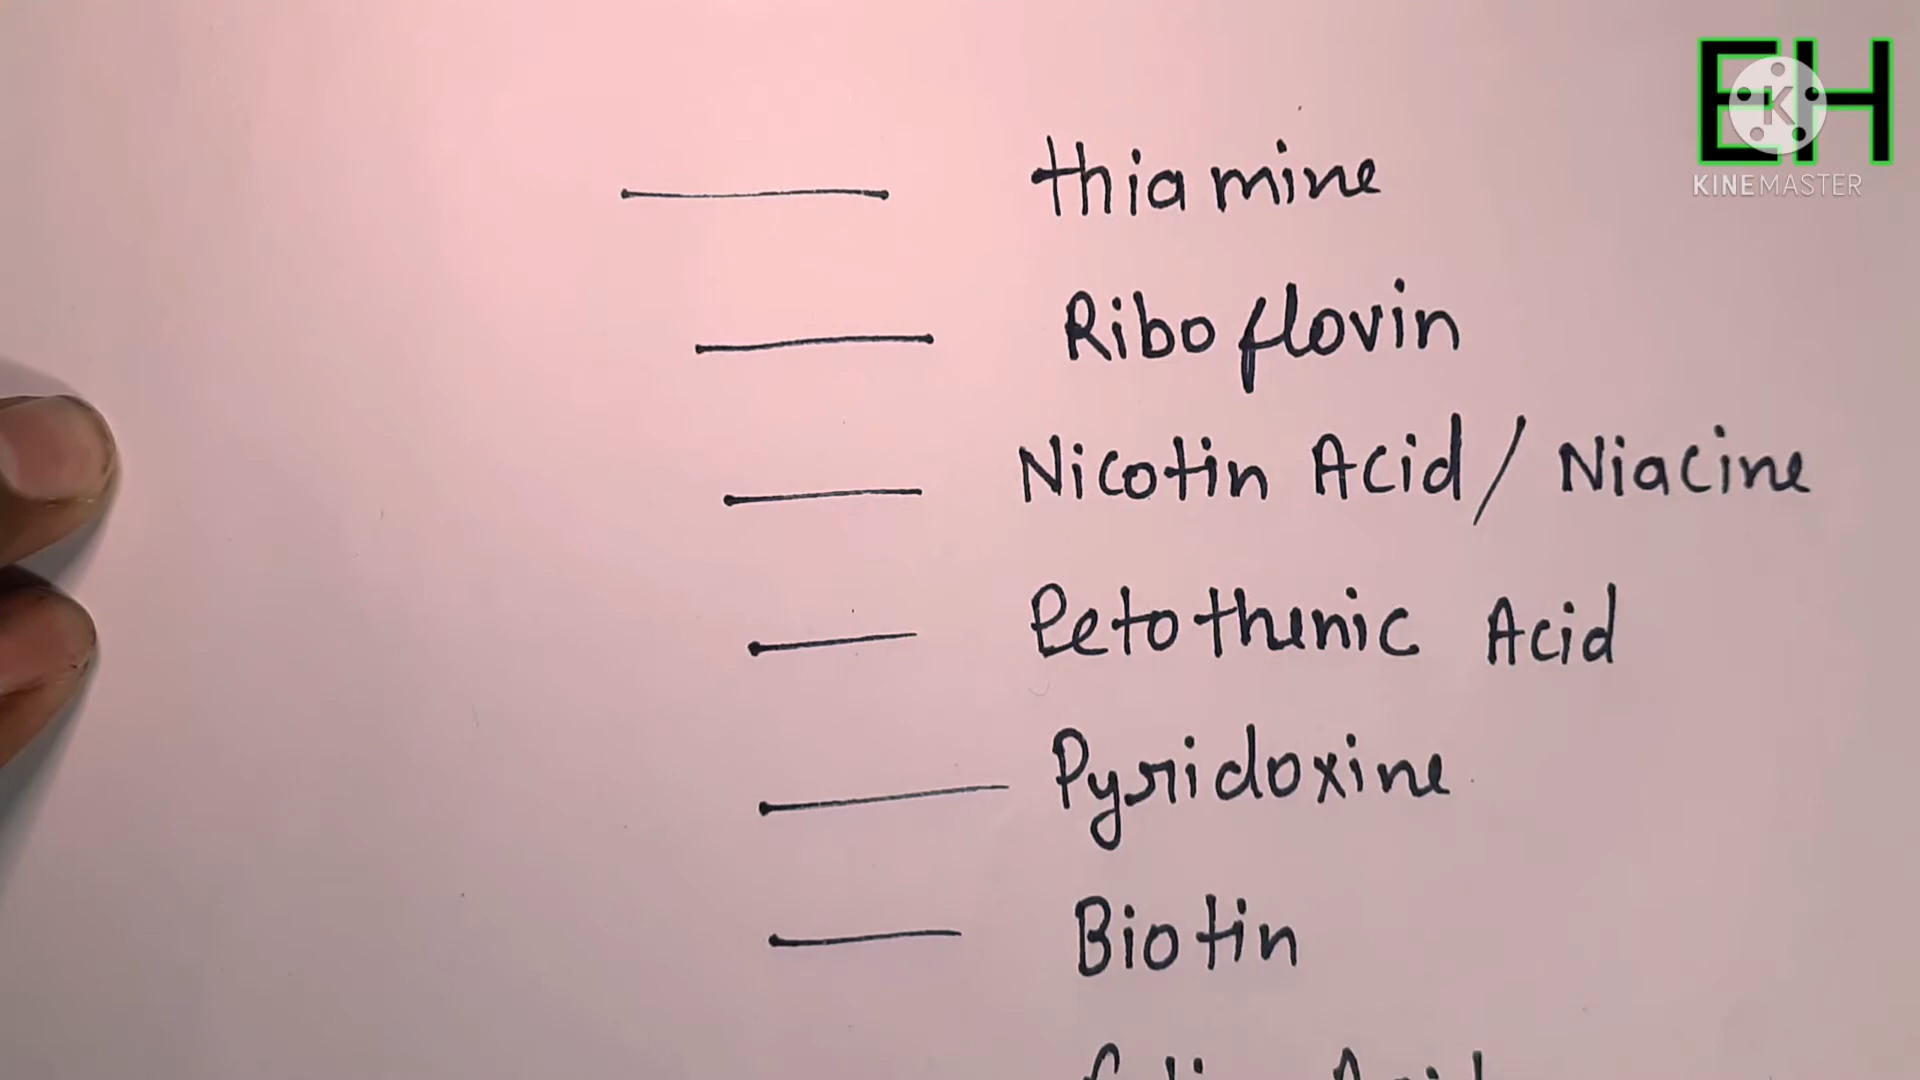 EH
KINEMASTER
thiamine
Riboflovin
Nicotin Acid / Niacine
Petothenic Acid
Pyridoxine
Biotin